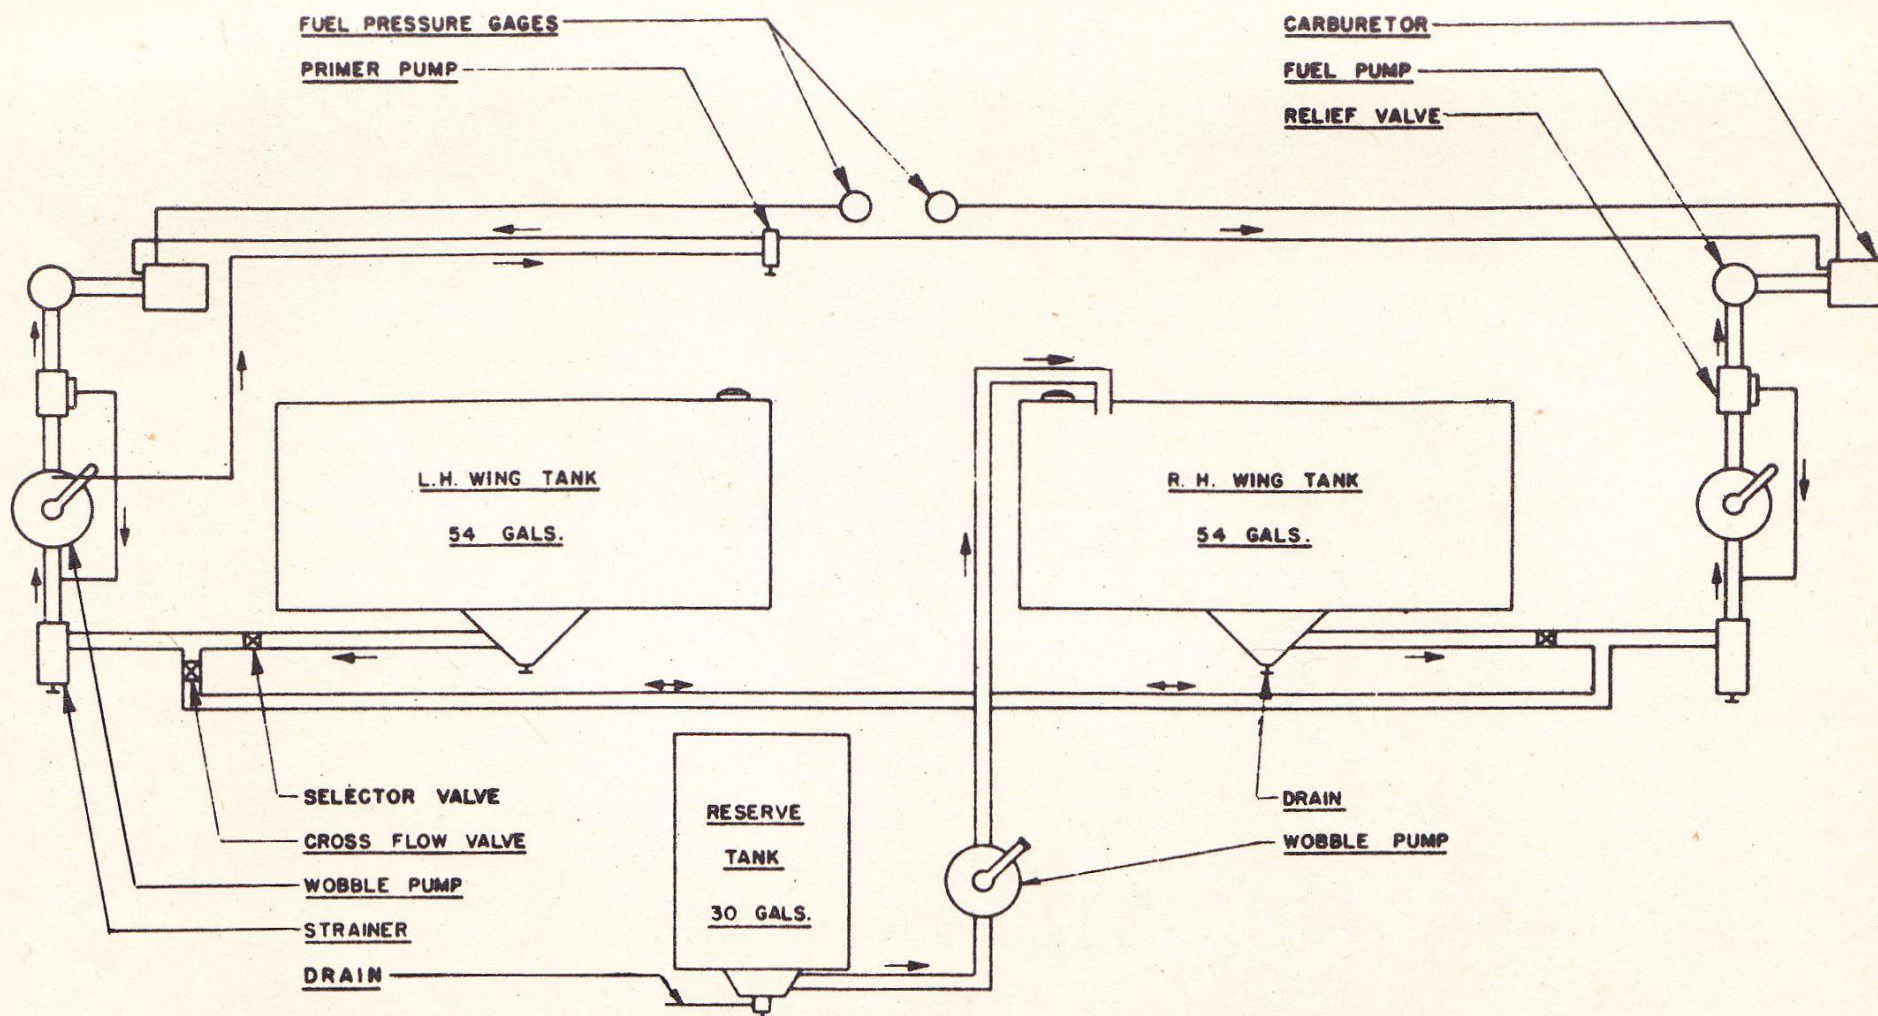 FUEL PRESSURE GAGES
PRIMER PUMP
CARBURETOR
FUEL PUMP
RELIEF VALVE
L.H. WING TANK
54 GALS.
R. H. WING TANK
54 GALS.
SELECTOR VALVE
CROSS FLOW VALVE
WOBBLE PUMP
STRAINER
DRAIN
RESERVE
TANK
30 GALS.
DRAIN
WOBBLE PUMP